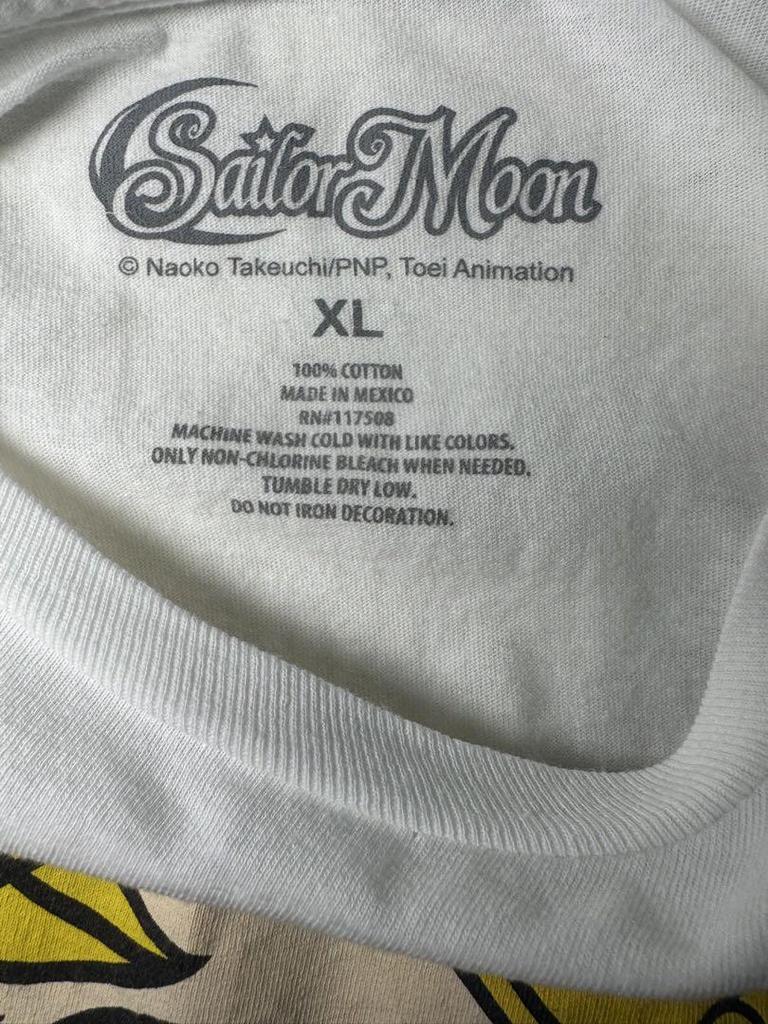 Sailor Moon
© Naoko Takeuchi/PNP, Toei Animation
XL
100% COTTON
MADE IN MEXICO
RN#117508
MACHINE WASH COLD WITH LIKE COLORS.
ONLY NON-CHLORINE BLEACH WHEN NEEDED.
TUMBLE DRY LOW.
DO NOT IRON DECORATION.